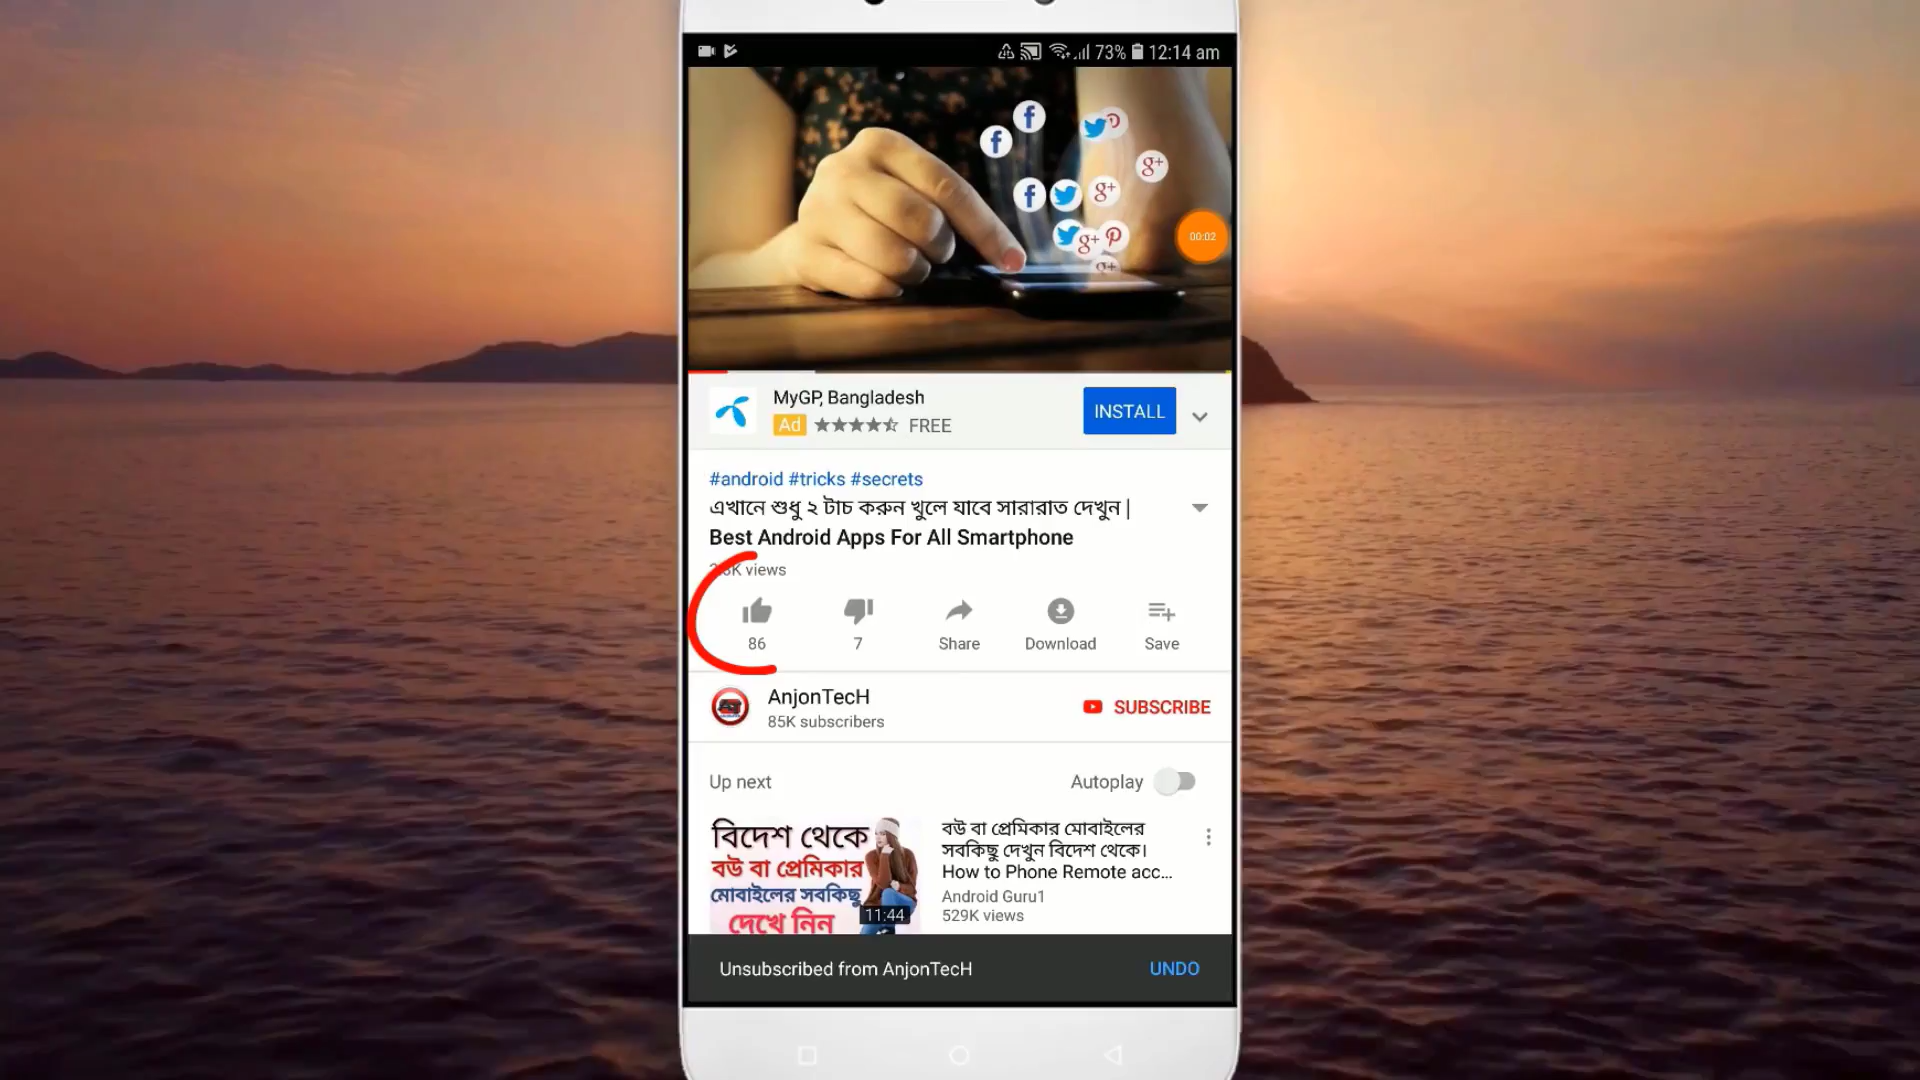 73% 12:14 am
00:02
MyGP, Bangladesh
Ad FREE
INSTALL
#android #tricks #secrets
এখানে শুধু ২ টাচ করুন খুলে যাবে সারারাত দেখুন |
Best Android Apps For All Smartphone
views
86
7
Share
Download
Save
AnjonTecH
85K subscribers
SUBSCRIBE
Up next
Autoplay
বিদেশ থেকে
বউ বা প্রেমিকার
মোবাইলের সবকিছু
দেখে নিন
11:44
বউ বা প্রেমিকার মোবাইলের
সবকিছু দেখুন বিদেশ থেকে।
How to Phone Remote acc...
Android Guru1
529K views
Unsubscribed from AnjonTecH
UNDO